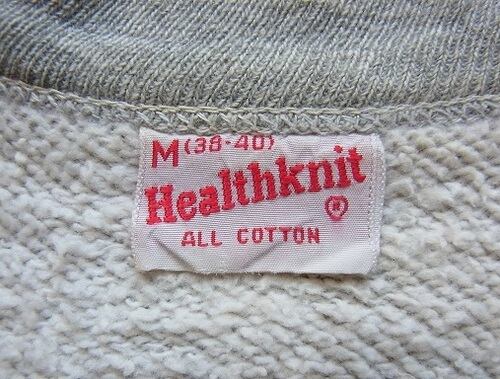 M (38-40)
Healthknit
®
ALL COTTON